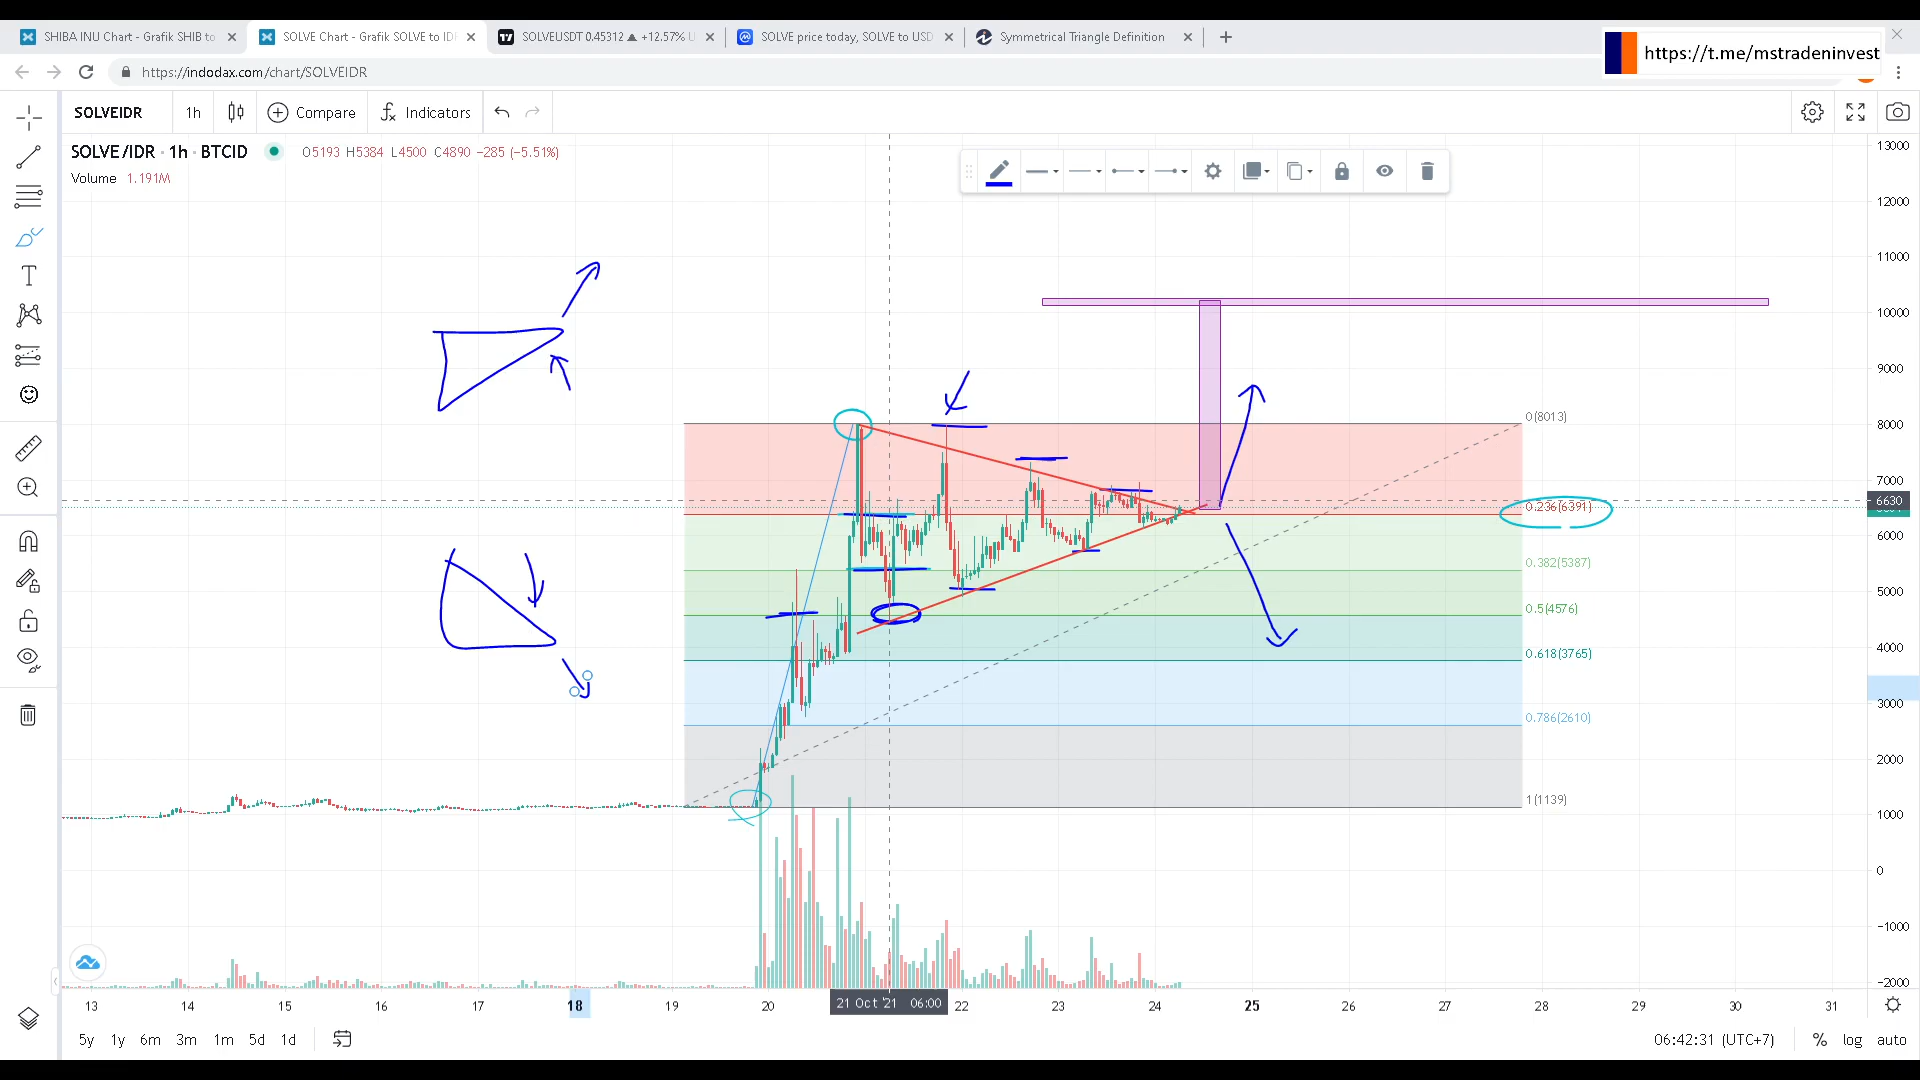 SHIBA INU Chart - Grafik SHIB to
SOLVE Chart - Grafik SOLVE to IDR
SOLVEUSDT 0.45312 ▲ +12.57% U
SOLVE price today, SOLVE to USD
Symmetrical Triangle Definition
https://t.me/mstradeninvest
https://indodax.com/chart/SOLVEIDR
SOLVEIDR 1h Compare Indicators
SOLVE/IDR · 1h · BTCID O5193 H5384 L4500 C4890 −285 (−5.51%)
Volume 1.191M
13000
12000
11000
10000
9000
0(8013)
8000
7000
6630
0.236(6391)
6000
0.382(5387)
5000
0.5(4576)
4000
0.618(3765)
3000
0.786(2610)
2000
1(1139)
1000
0
−1000
−2000
13 14 15 16 17 18 19 20 21 Oct '21 06:00 22 23 24 25 26 27 28 29 30 31
5y 1y 6m 3m 1m 5d 1d 06:42:31 (UTC+7) % log auto